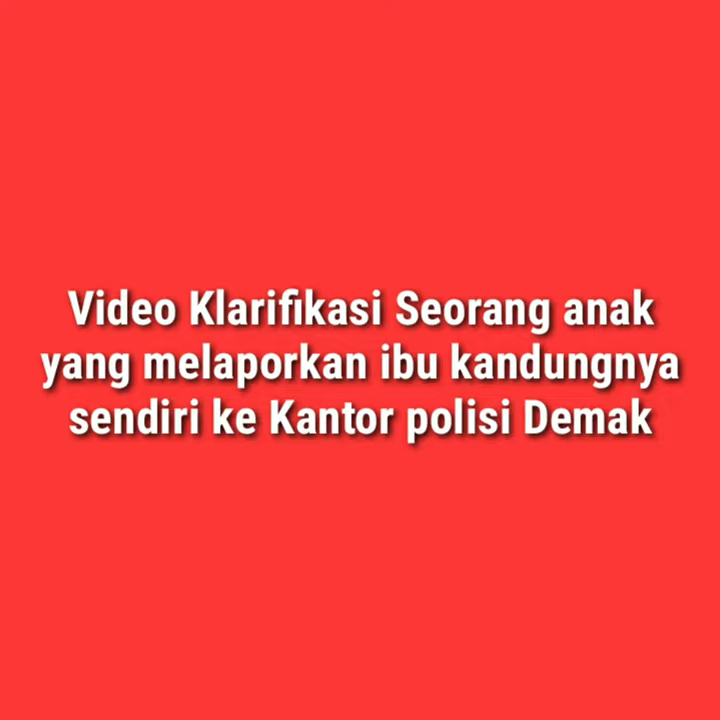 Video Klarifikasi Seorang anak
yang melaporkan ibu kandungnya
sendiri ke Kantor polisi Demak